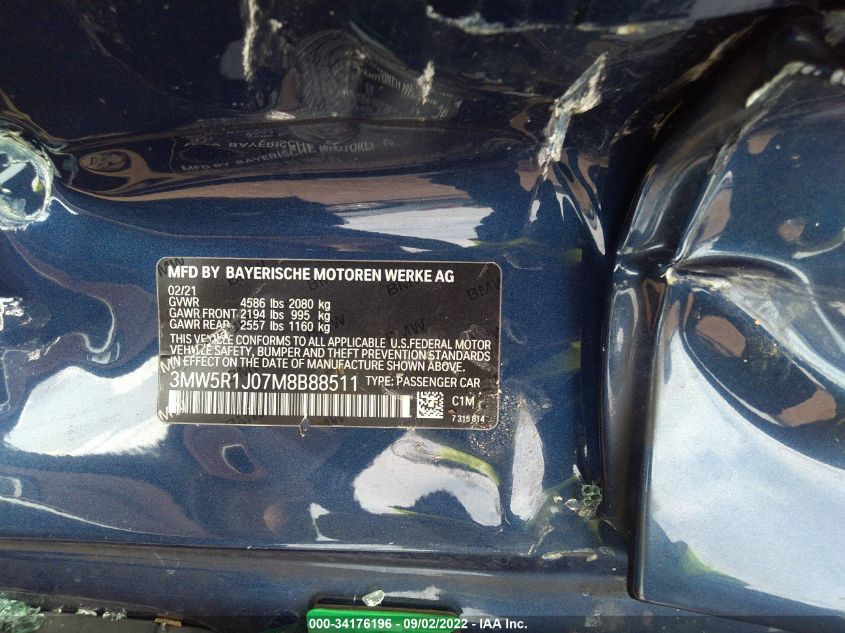 MFD BY BAYERISCHE MOTOREN WERKE AG
02/21
GVWR 4586 lbs 2080 kg
GAWR FRONT 2194 lbs 995 kg
GAWR REAR 2557 lbs 1160 kg
THIS VEHICLE CONFORMS TO ALL APPLICABLE U.S.FEDERAL MOTOR
VEHICLE SAFETY, BUMPER AND THEFT PREVENTION STANDARDS
IN EFFECT ON THE DATE OF MANUFACTURE SHOWN ABOVE.
3MW5R1J07M8B88511 TYPE: PASSENGER CAR
C1M
7 315 814
000-34176196 - 09/02/2022 - IAA Inc.